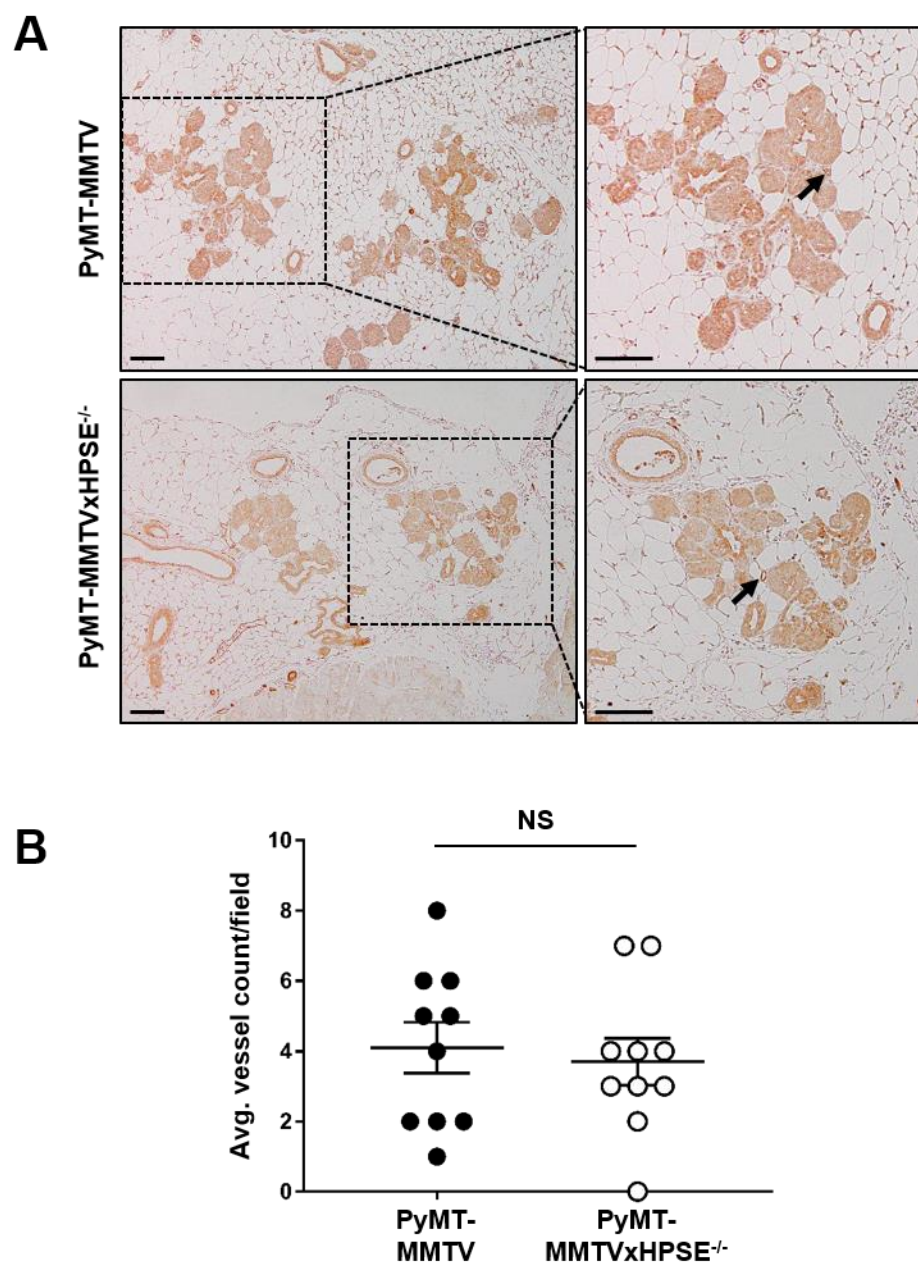 A
PyMT-MMTV
PyMT-MMTVxHPSE-/-
B
NS
Avg. vessel count/field
10
8
6
4
2
0
PyMT-
MMTV
PyMT-
MMTVxHPSE-/-